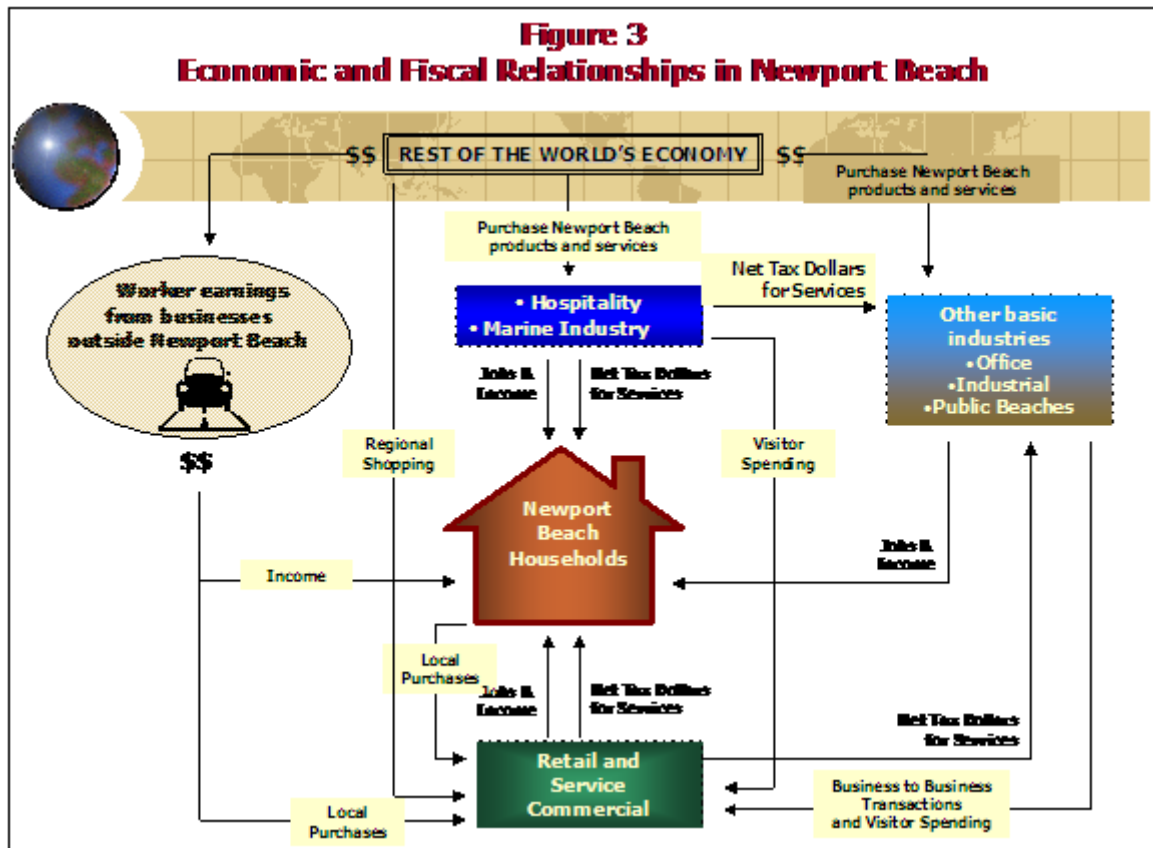 Figure 3
Economic and Fiscal Relationships in Newport Beach
$$
REST OF THE WORLD'S ECONOMY
$$
Purchase Newport Beach
products and services
Purchase Newport Beach
products and services
Net Tax Dollars
for Services
Worker earnings
from businesses
outside Newport Beach
$$
• Hospitality
• Marine Industry
Other basic
industries
•Office
•Industrial
•Public Beaches
Jobs &
Income
Net Tax Dollars
for Services
Regional
Shopping
Visitor
Spending
Newport
Beach
Households
Jobs &
Income
Income
Local
Purchases
Jobs &
Income
Net Tax Dollars
for Services
Net Tax Dollars
for Services
Retail and
Service
Commercial
Business to Business
Transactions
and Visitor Spending
Local
Purchases